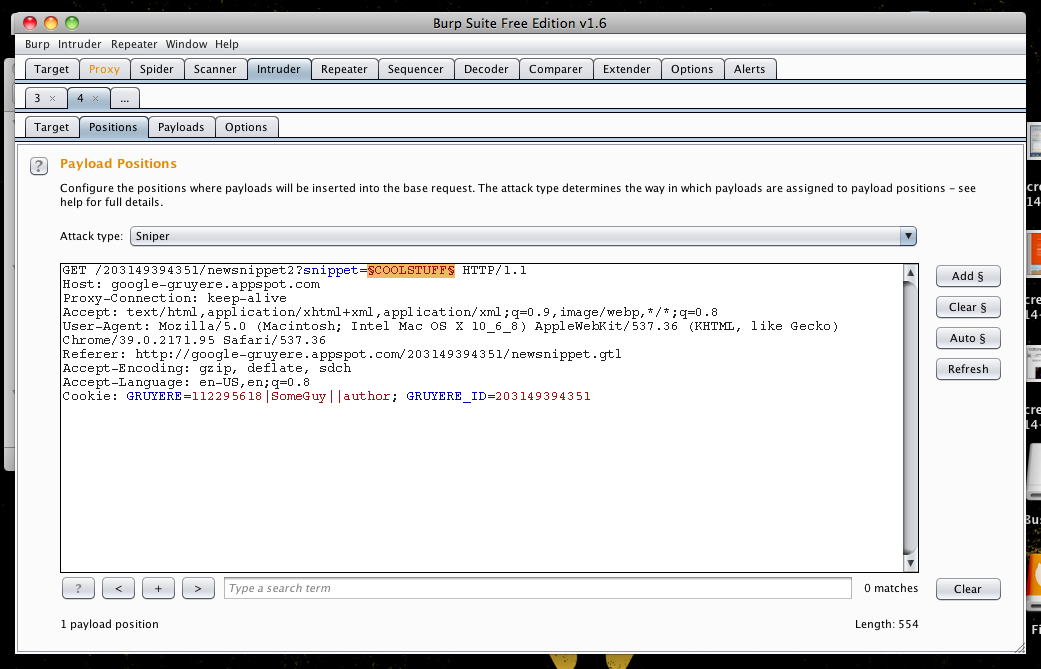 Burp Suite Free Edition v1.6
Burp Intruder Repeater Window Help
Target Proxy Spider Scanner Intruder Repeater Sequencer Decoder Comparer Extender Options Alerts
3 × 4 × ...
Target Positions Payloads Options
? Payload Positions
Configure the positions where payloads will be inserted into the base request. The attack type determines the way in which payloads are assigned to payload positions – see
help for full details.
Attack type: Sniper
GET /203149394351/newsnippet2?snippet=§COOLSTUFF§ HTTP/1.1
Host: google-gruyere.appspot.com
Proxy-Connection: keep-alive
Accept: text/html,application/xhtml+xml,application/xml;q=0.9,image/webp,*/*;q=0.8
User-Agent: Mozilla/5.0 (Macintosh; Intel Mac OS X 10_6_8) AppleWebKit/537.36 (KHTML, like Gecko)
Chrome/39.0.2171.95 Safari/537.36
Referer: http://google-gruyere.appspot.com/203149394351/newsnippet.gtl
Accept-Encoding: gzip, deflate, sdch
Accept-Language: en-US,en;q=0.8
Cookie: GRUYERE=112295618|SomeGuy||author; GRUYERE_ID=203149394351
Add §
Clear §
Auto §
Refresh
? < + > Type a search term 0 matches Clear
1 payload position Length: 554